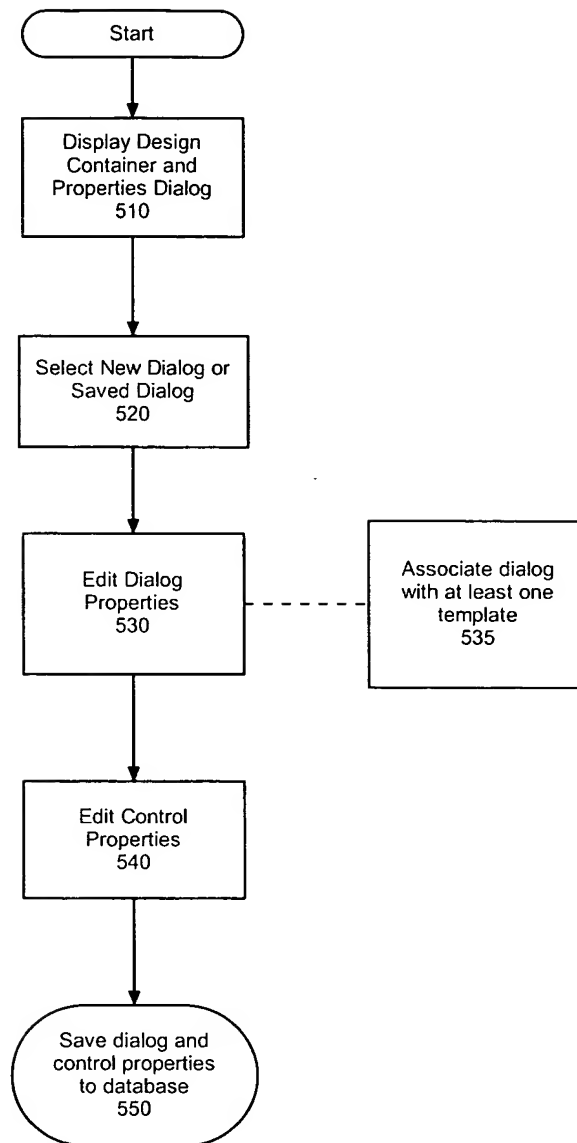 Start
Display Design
Container and
Properties Dialog
510
Select New Dialog or
Saved Dialog
520
Edit Dialog
Properties
530
Associate dialog
with at least one
template
535
Edit Control
Properties
540
Save dialog and
control properties
to database
550